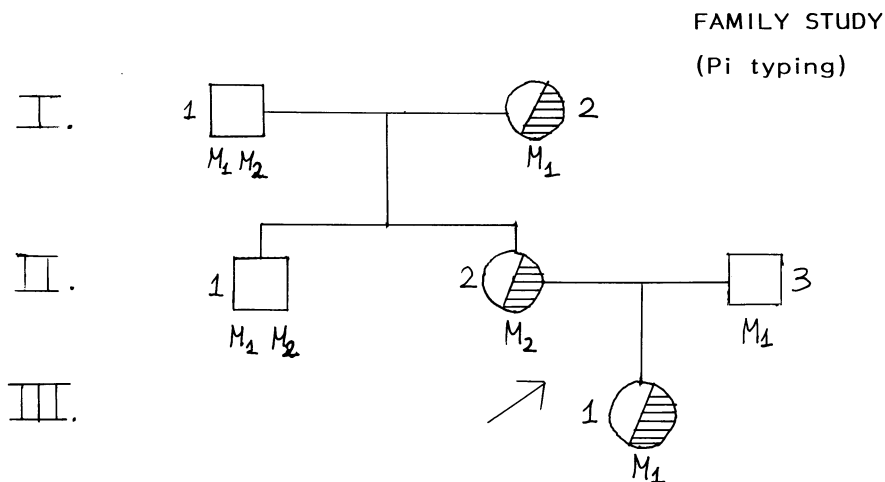 FAMILY STUDY
(Pi typing)
I. 1 2
M1 M2 M1
II. 1 2 3
M1 M2 M2 M1
III. 1
M1